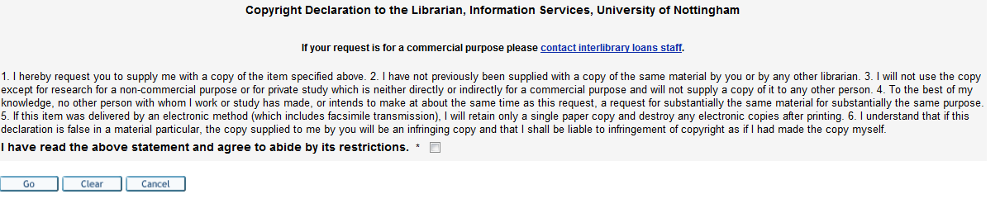 Copyright Declaration to the Librarian, Information Services, University of Nottingham
If your request is for a commercial purpose please contact interlibrary loans staff.
1. I hereby request you to supply me with a copy of the item specified above. 2. I have not previously been supplied with a copy of the same material by you or by any other librarian. 3. I will not use the copy
except for research for a non-commercial purpose or for private study which is neither directly or indirectly for a commercial purpose and will not supply a copy of it to any other person. 4. To the best of my
knowledge, no other person with whom I work or study has made, or intends to make at about the same time as this request, a request for substantially the same material for substantially the same purpose.
5. If this item was delivered by an electronic method (which includes facsimile transmission), I will retain only a single paper copy and destroy any electronic copies after printing. 6. I understand that if this
declaration is false in a material particular, the copy supplied to me by you will be an infringing copy and that I shall be liable to infringement of copyright as if I had made the copy myself.
I have read the above statement and agree to abide by its restrictions. *
Go Clear Cancel